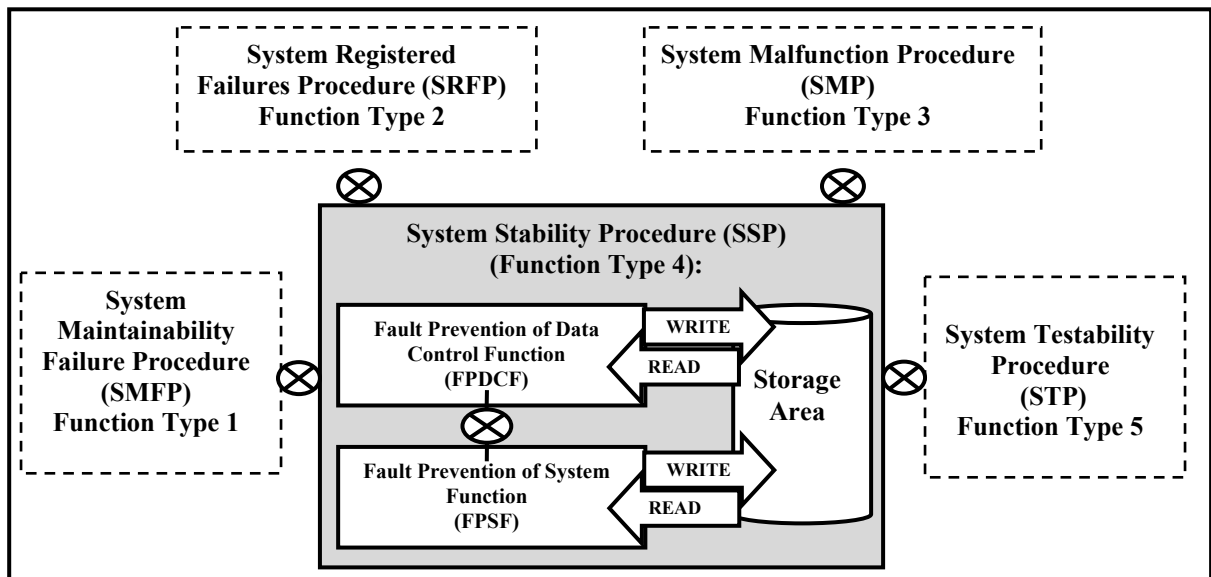 System Registered
Failures Procedure (SRFP)
Function Type 2
System Malfunction Procedure
(SMP)
Function Type 3
System Stability Procedure (SSP)
(Function Type 4):
System
Maintainability
Failure Procedure
(SMFP)
Function Type 1
Fault Prevention of Data
Control Function
(FPDCF)
WRITE
READ
Storage
Area
Fault Prevention of System
Function
(FPSF)
WRITE
READ
System Testability
Procedure
(STP)
Function Type 5